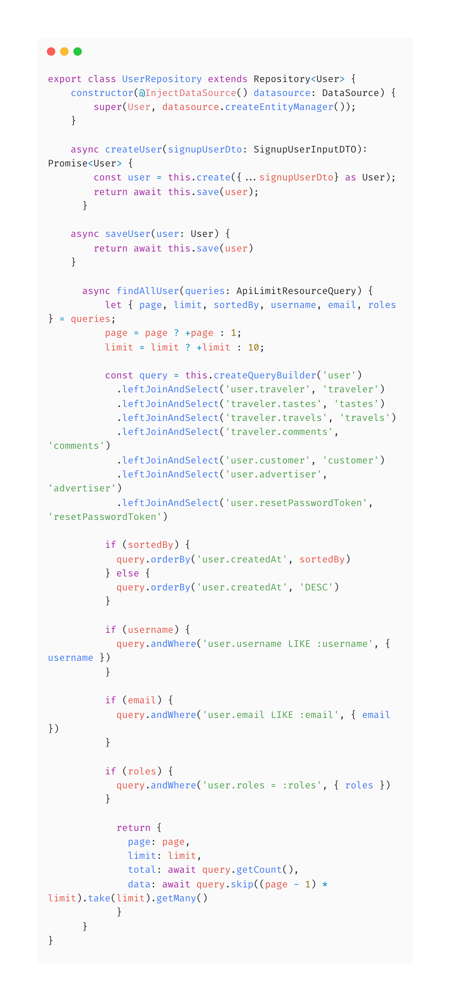 export class UserRepository extends Repository<User> {
    constructor(@InjectDataSource() datasource: DataSource) {
        super(User, datasource.createEntityManager());
    }

    async createUser(signupUserDto: SignupUserInputDTO):
Promise<User> {
        const user = this.create({...signupUserDto} as User);
        return await this.save(user);
      }

    async saveUser(user: User) {
        return await this.save(user)
    }

      async findAllUser(queries: ApiLimitResourceQuery) {
          let { page, limit, sortedBy, username, email, roles
} = queries;
          page = page ? +page : 1;
          limit = limit ? +limit : 10;

          const query = this.createQueryBuilder('user')
            .leftJoinAndSelect('user.traveler', 'traveler')
            .leftJoinAndSelect('traveler.tastes', 'tastes')
            .leftJoinAndSelect('traveler.travels', 'travels')
            .leftJoinAndSelect('traveler.comments',
'comments')
            .leftJoinAndSelect('user.customer', 'customer')
            .leftJoinAndSelect('user.advertiser',
'advertiser')
            .leftJoinAndSelect('user.resetPasswordToken',
'resetPasswordToken')

          if (sortedBy) {
            query.orderBy('user.createdAt', sortedBy)
          } else {
            query.orderBy('user.createdAt', 'DESC')
          }

          if (username) {
            query.andWhere('user.username LIKE :username', {
username })
          }

          if (email) {
            query.andWhere('user.email LIKE :email', { email
})
          }

          if (roles) {
            query.andWhere('user.roles = :roles', { roles })
          }

            return {
              page: page,
              limit: limit,
              total: await query.getCount(),
              data: await query.skip((page - 1) *
limit).take(limit).getMany()
            }
      }
}